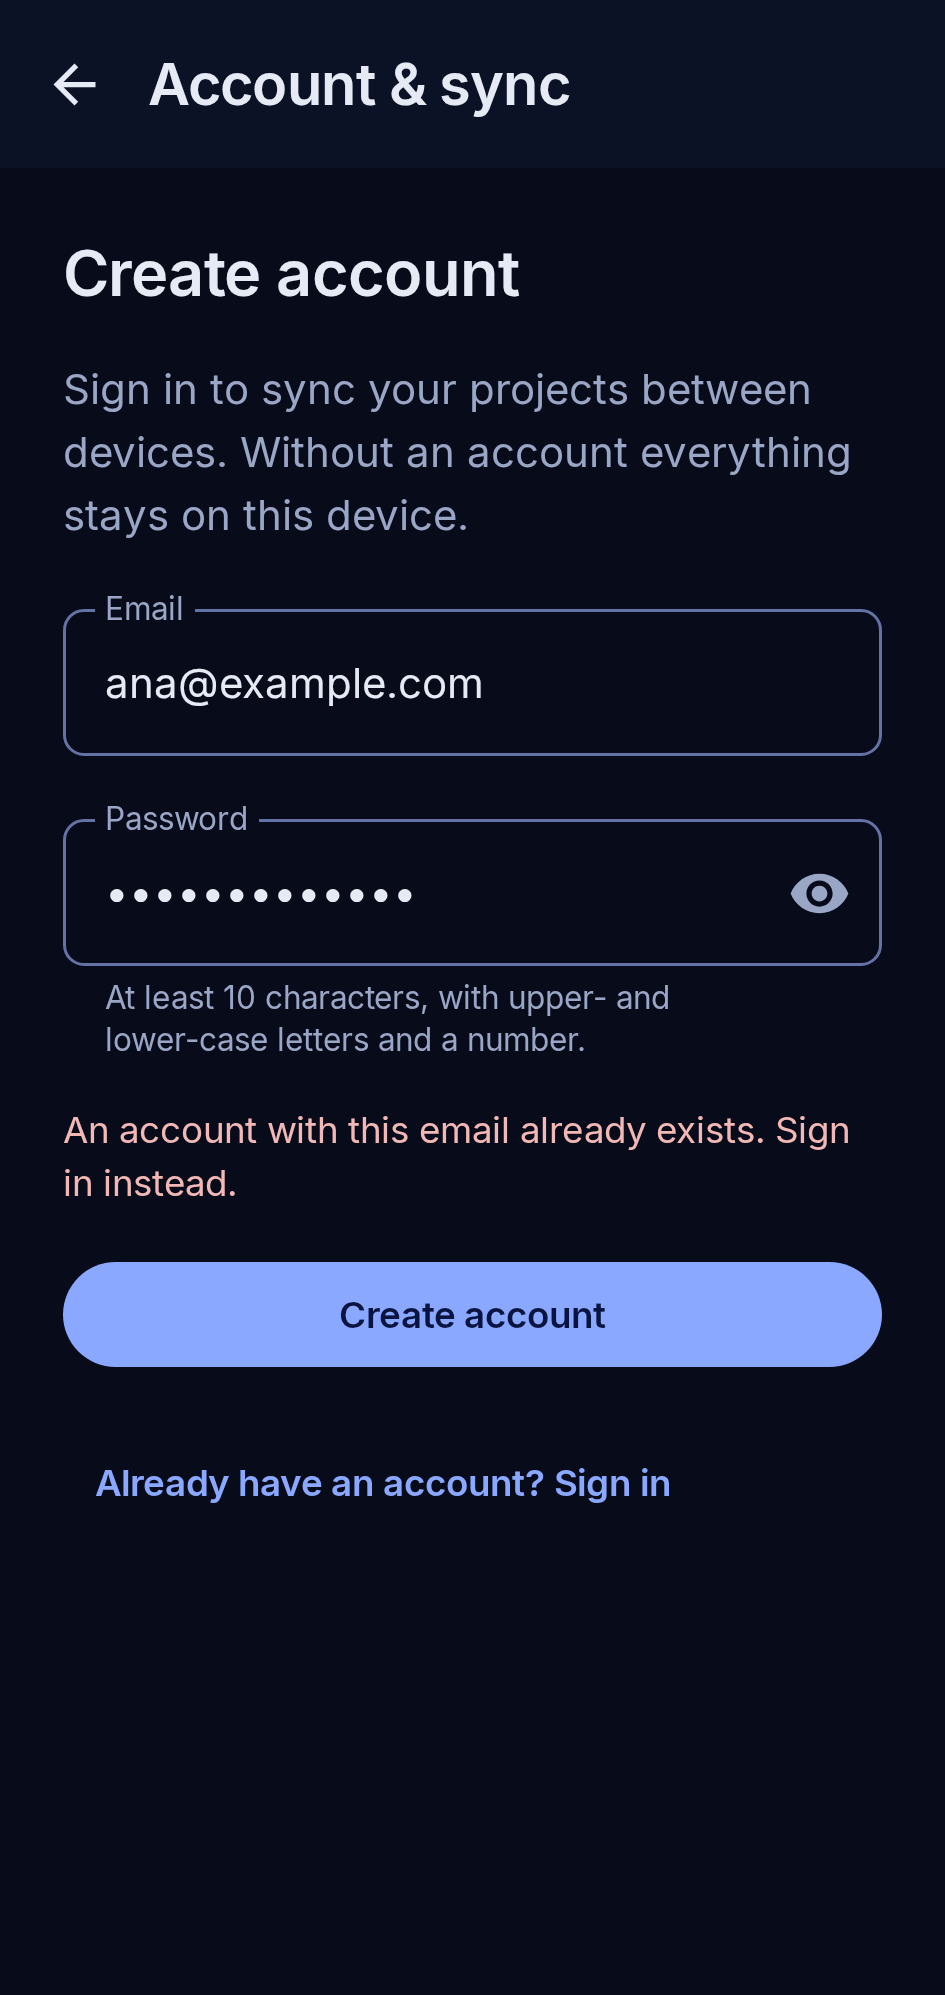 Account & sync
Create account
Sign in to sync your projects between
devices. Without an account everything
stays on this device.
Email
ana@example.com
Password
•••••••••••••
At least 10 characters, with upper- and
lower-case letters and a number.
An account with this email already exists. Sign
in instead.
Create account
Already have an account? Sign in